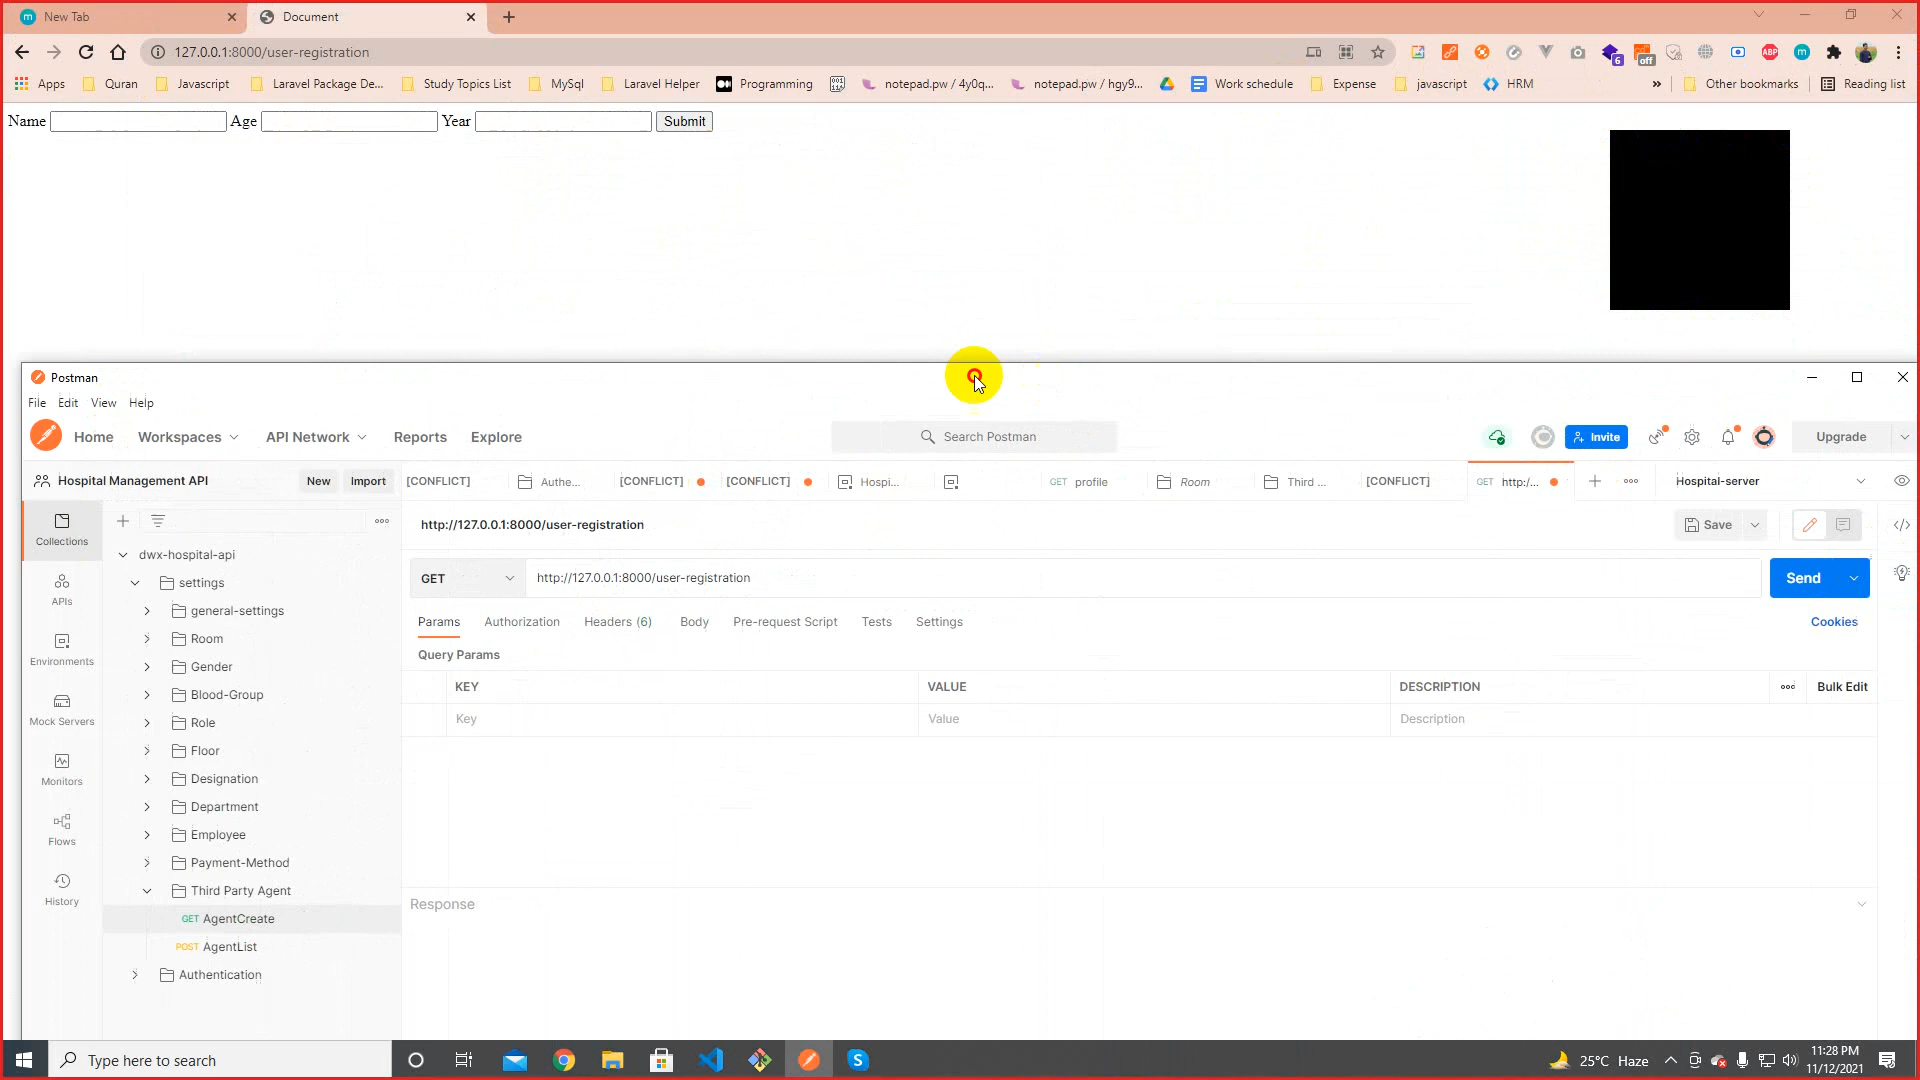 New Tab
Document
127.0.0.1:8000/user-registration
6
off
ABP
Apps Quran Javascript Laravel Package De... Study Topics List MySql Laravel Helper Programming notepad.pw / 4y0q... notepad.pw / hgy9... Work schedule Expense javascript HRM » Other bookmarks Reading list
Name Age Year Submit
Postman
File Edit View Help
Home Workspaces API Network Reports Explore Search Postman Invite Upgrade
Hospital Management API New Import [CONFLICT] Authe... [CONFLICT] [CONFLICT] Hospi... GET profile Room Third ... [CONFLICT] GET http:/... Hospital-server
Collections
APIs
Environments
Mock Servers
Monitors
Flows
History
dwx-hospital-api
settings
general-settings
Room
Gender
Blood-Group
Role
Floor
Designation
Department
Employee
Payment-Method
Third Party Agent
GET AgentCreate
POST AgentList
Authentication
http://127.0.0.1:8000/user-registration Save
GET http://127.0.0.1:8000/user-registration Send
Params Authorization Headers (6) Body Pre-request Script Tests Settings Cookies
Query Params
KEY VALUE DESCRIPTION Bulk Edit
Key Value Description
Response
Type here to search
25°C Haze
11:28 PM
11/12/2021